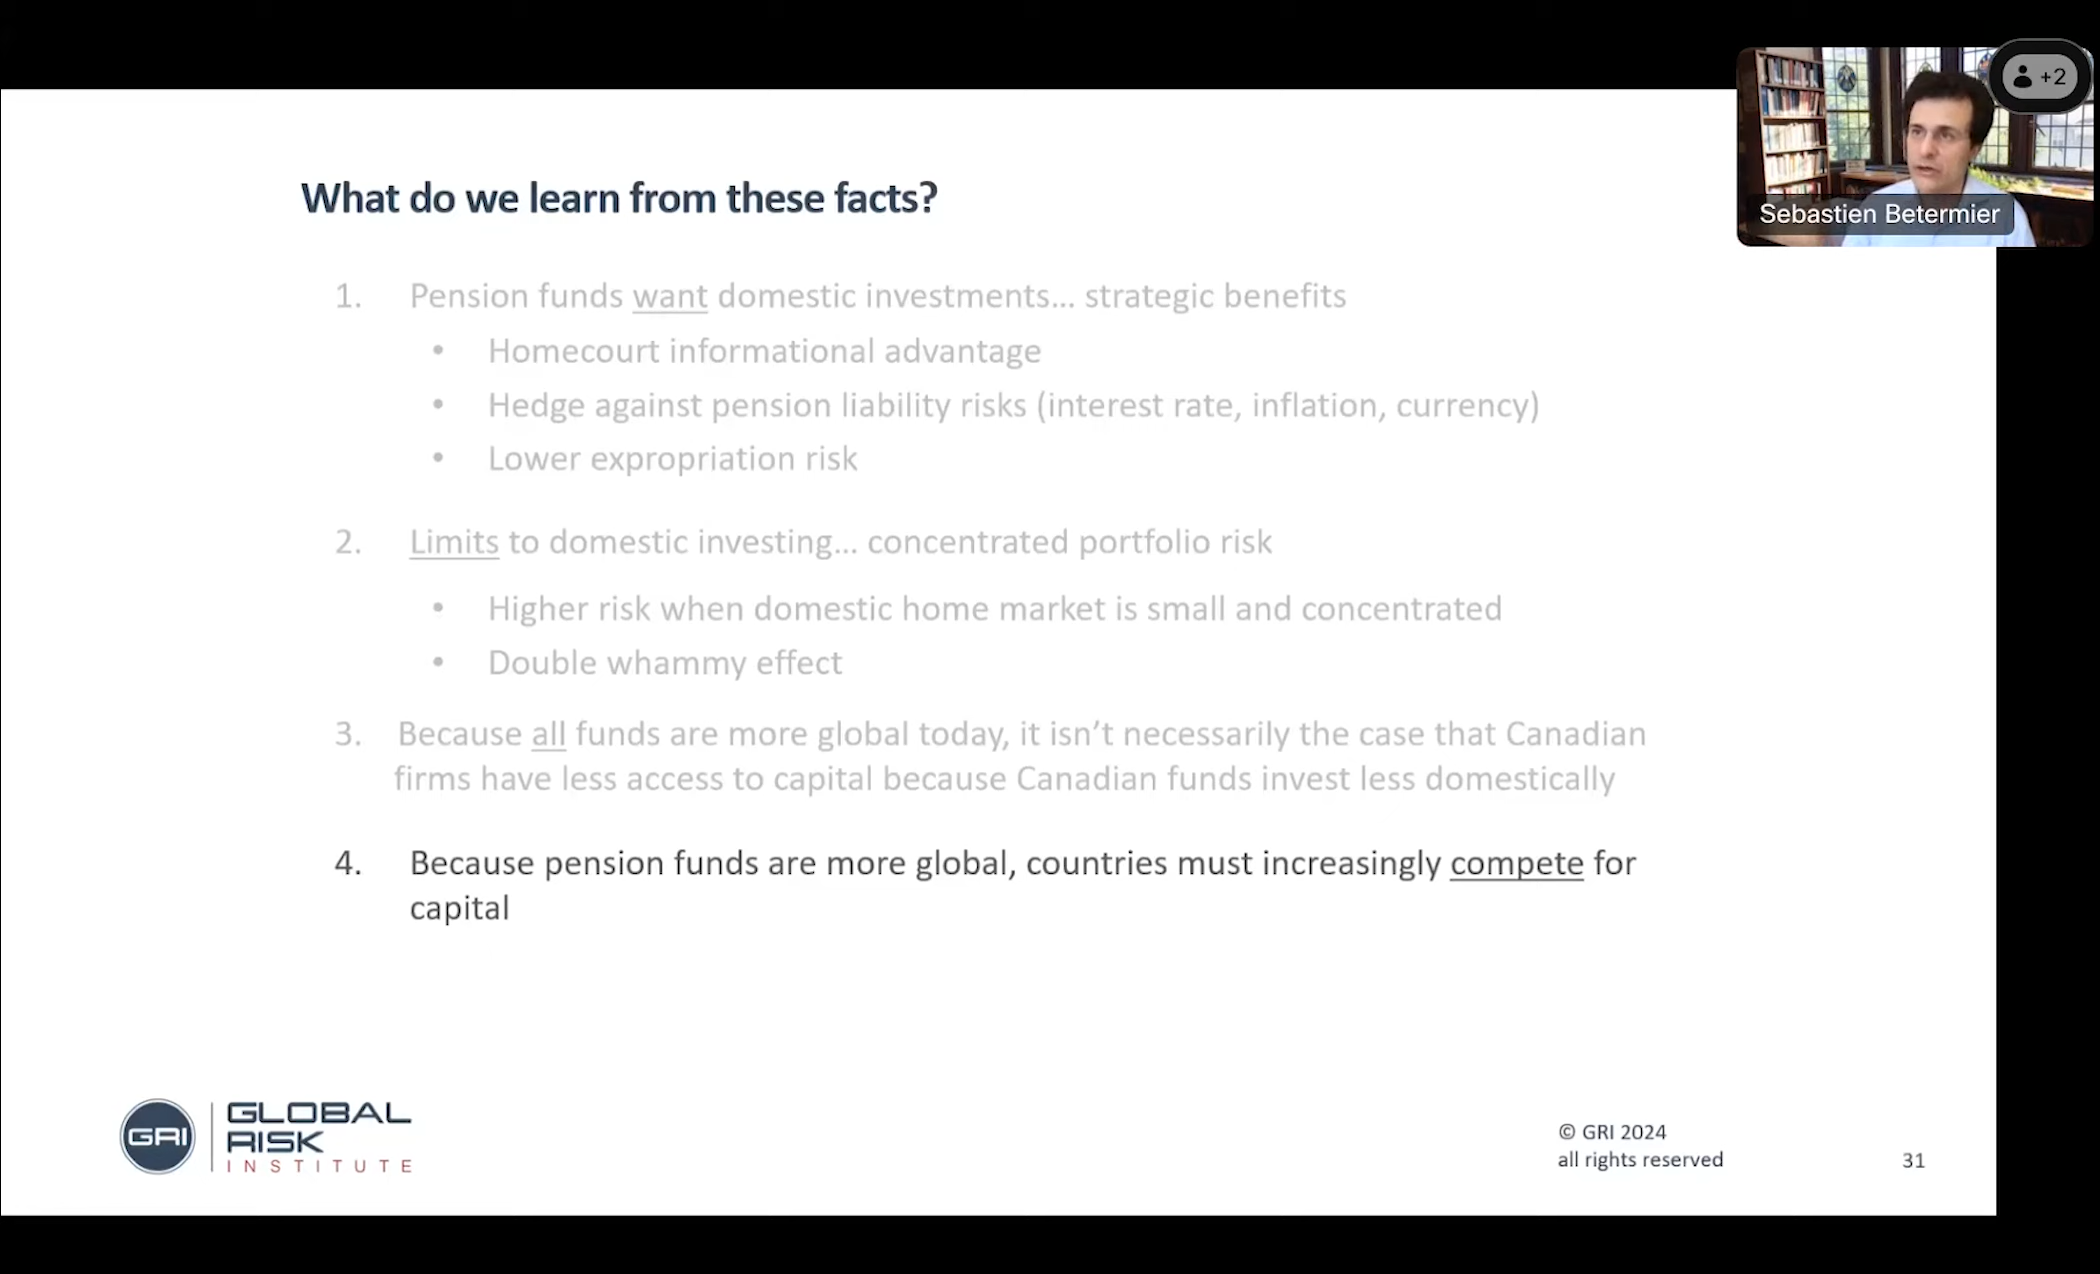 +2
Sebastien Betermier
What do we learn from these facts?
1. Pension funds want domestic investments... strategic benefits
• Homecourt informational advantage
• Hedge against pension liability risks (interest rate, inflation, currency)
• Lower expropriation risk
2. Limits to domestic investing... concentrated portfolio risk
• Higher risk when domestic home market is small and concentrated
• Double whammy effect
3. Because all funds are more global today, it isn’t necessarily the case that Canadian
firms have less access to capital because Canadian funds invest less domestically
4. Because pension funds are more global, countries must increasingly compete for
capital
GRI
GLOBAL
RISK
INSTITUTE
© GRI 2024
all rights reserved
31